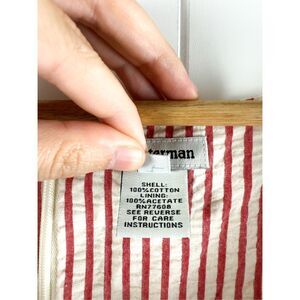 terman
SHELL:
100%COTTON
LINING:
100%ACETATE
RN77608
SEE REVERSE
FOR CARE
INSTRUCTIONS